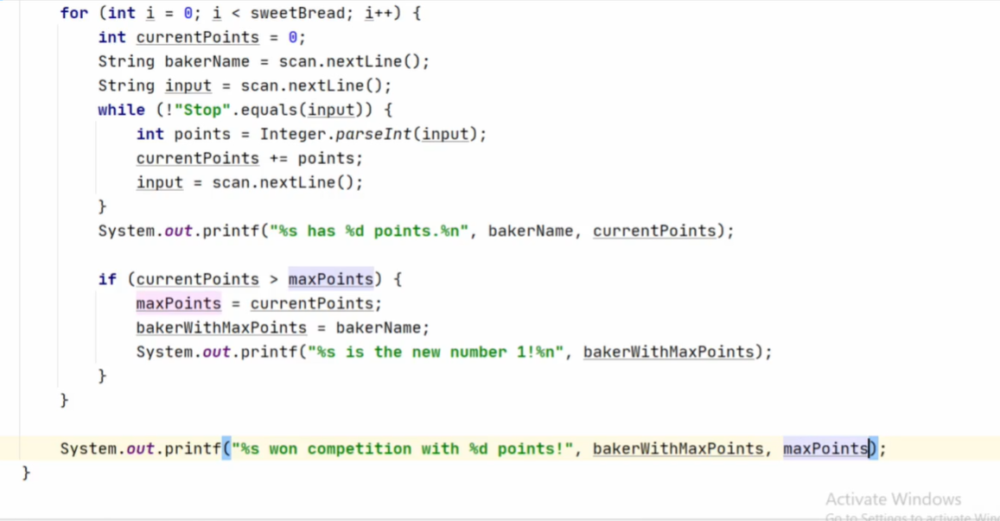 for (int i = 0; i < sweetBread; i++) {
int currentPoints = 0;
String bakerName = scan.nextLine();
String input = scan.nextLine();
while (!"Stop".equals(input)) {
int points = Integer.parseInt(input);
currentPoints += points;
input = scan.nextLine();
}
System.out.printf("%s has %d points.%n", bakerName, currentPoints);
if (currentPoints > maxPoints) {
maxPoints = currentPoints;
bakerWithMaxPoints = bakerName;
System.out.printf("%s is the new number 1!%n", bakerWithMaxPoints);
}
}
System.out.printf("%s won competition with %d points!", bakerWithMaxPoints, maxPoints);
}
Activate Windows
Go to Settings to activate Win